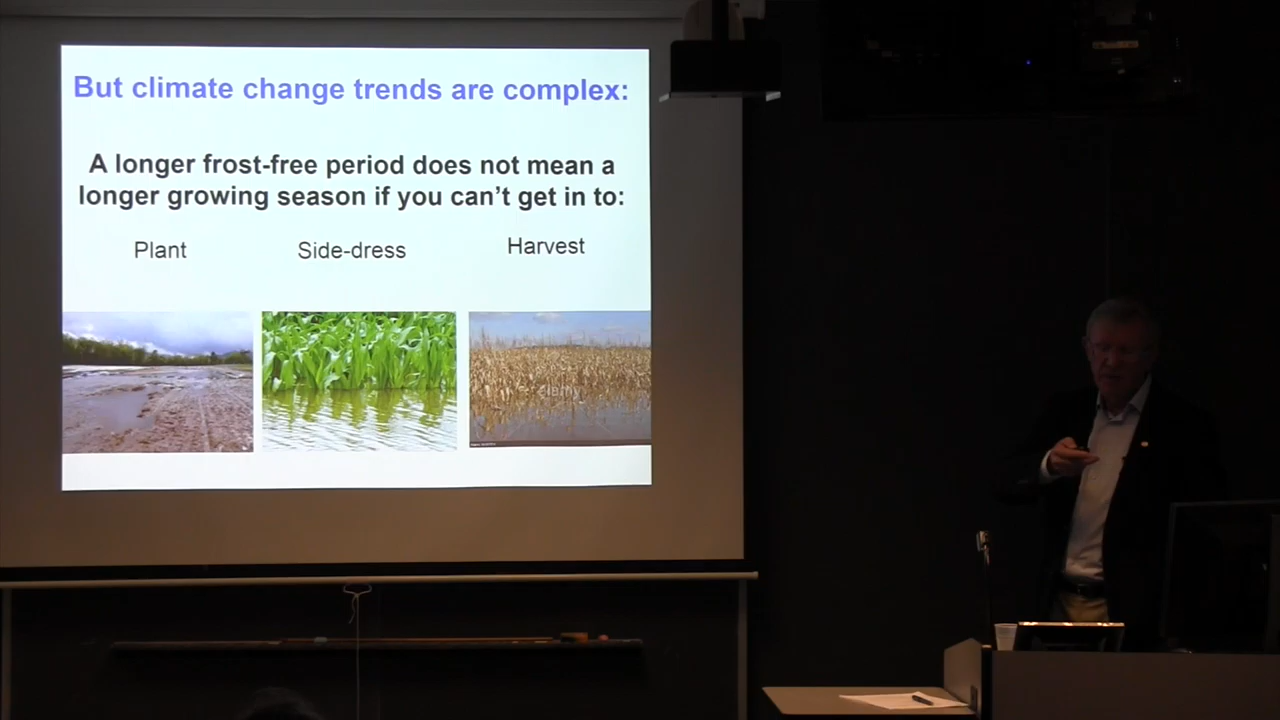 But climate change trends are complex:
A longer frost-free period does not mean a
longer growing season if you can't get in to:
Plant
Side-dress
Harvest
alamy